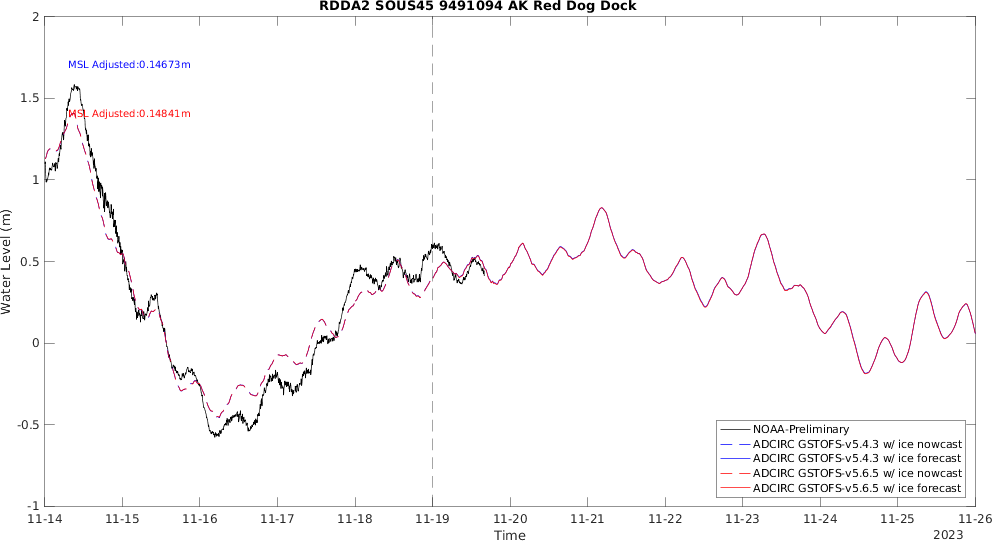 RDDA2 SOUS45 9491094 AK Red Dog Dock
2
1.5
1
0.5
0
-0.5
-1
Water Level (m)
MSL Adjusted:0.14673m
MSL Adjusted:0.14841m
NOAA-Preliminary
ADCIRC GSTOFS-v5.4.3 w/ ice nowcast
ADCIRC GSTOFS-v5.4.3 w/ ice forecast
ADCIRC GSTOFS-v5.6.5 w/ ice nowcast
ADCIRC GSTOFS-v5.6.5 w/ ice forecast
11-14 11-15 11-16 11-17 11-18 11-19 11-20 11-21 11-22 11-23 11-24 11-25 11-26
Time
2023